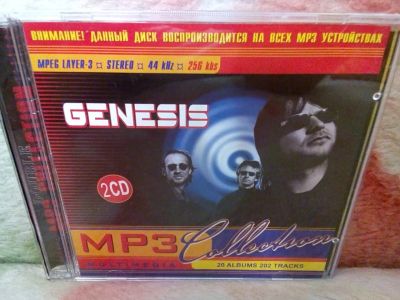 ВНИМАНИЕ! ДАННЫЙ ДИСК ВОСПРОИЗВОДИТСЯ НА ВСЕХ MP3 УСТРОЙСТВАХ
MPEG LAYER-3 ¤ STEREO ¤ 44 kHz ¤ 256 kbs
GENESIS
2CD
MP3 Collection.
MULTIMEDIA
20 ALBUMS 202 TRACKS